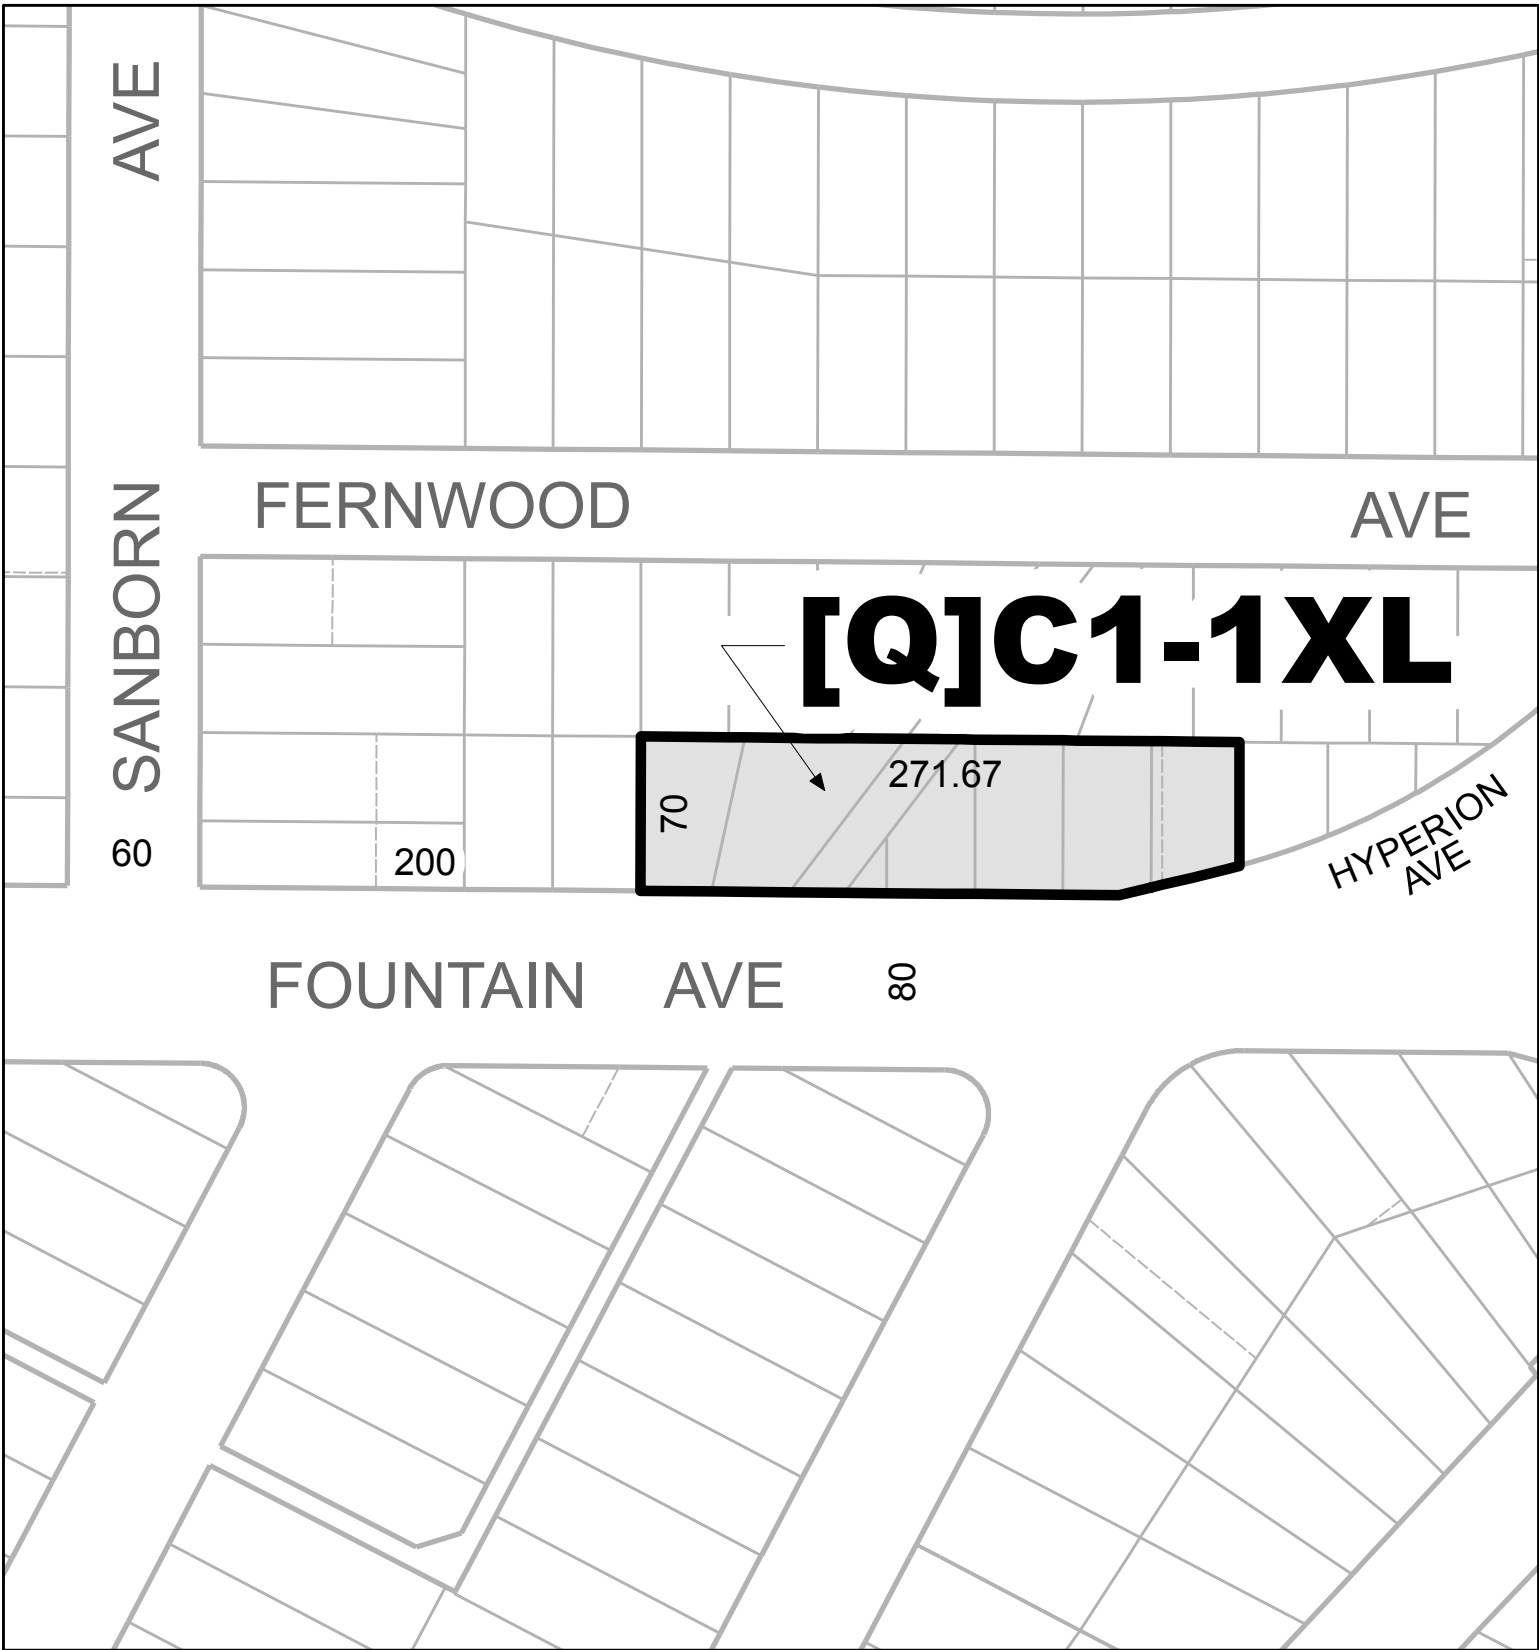 AVE
SANBORN
60
FERNWOOD
AVE
[Q]C1-1XL
271.67
70
200
HYPERION
AVE
FOUNTAIN AVE
80